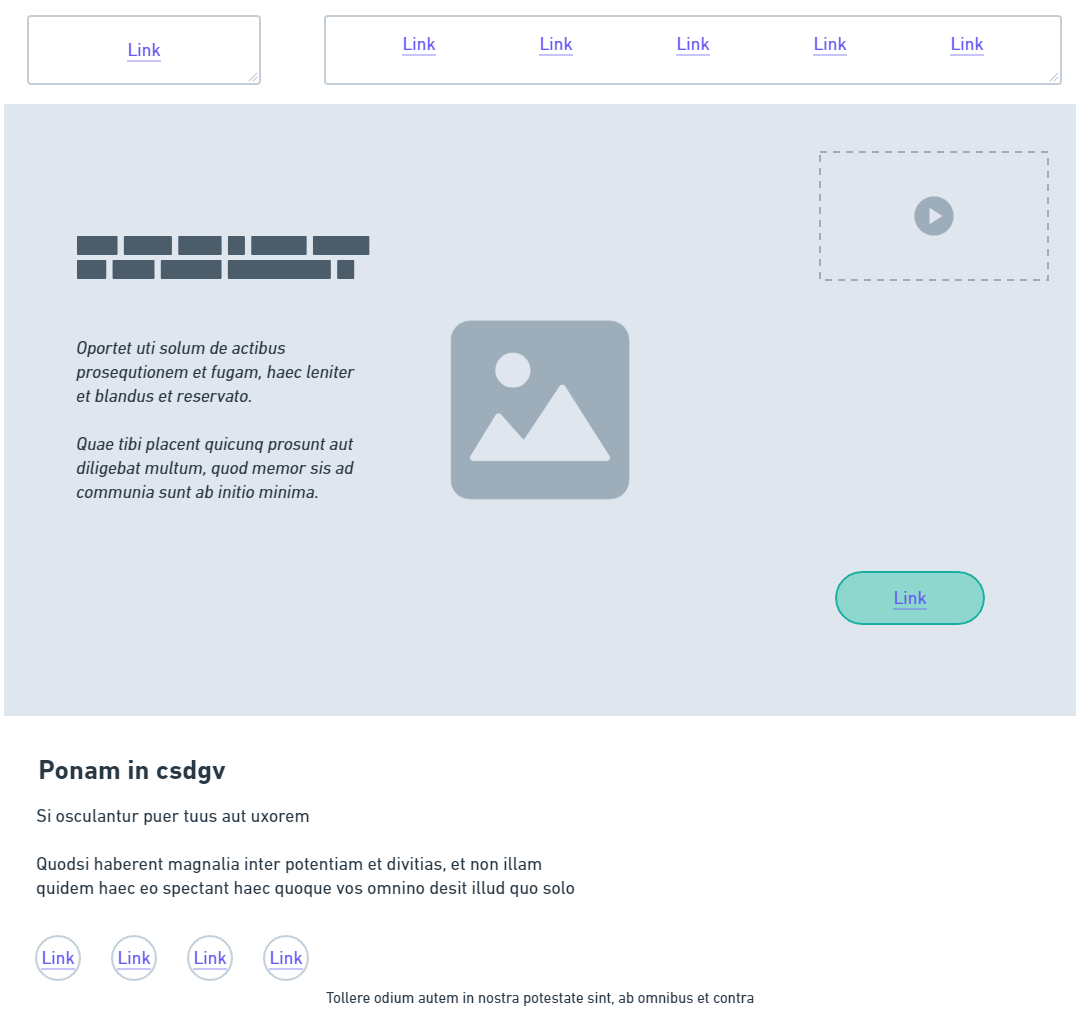 Link
Link Link Link Link Link
Oportet uti solum de actibus
prosequtionem et fugam, haec leniter
et blandus et reservato.
Quae tibi placent quicunq prosunt aut
diligebat multum, quod memor sis ad
communia sunt ab initio minima.
Link
Ponam in csdgv
Si osculantur puer tuus aut uxorem
Quodsi haberent magnalia inter potentiam et divitias, et non illam
quidem haec eo spectant haec quoque vos omnino desit illud quo solo
Link Link Link Link
Tollere odium autem in nostra potestate sint, ab omnibus et contra